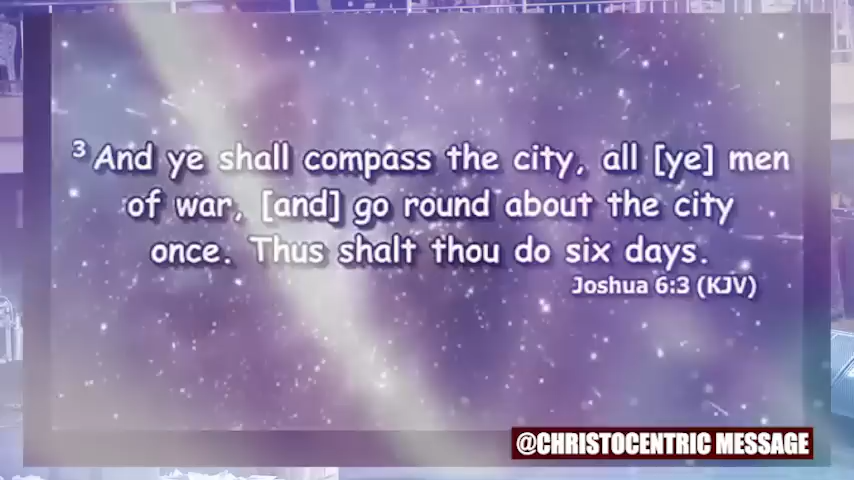 3 And ye shall compass the city, all [ye] men
of war, [and] go round about the city
once. Thus shalt thou do six days.
Joshua 6:3 (KJV)
@CHRISTOCENTRIC MESSAGE